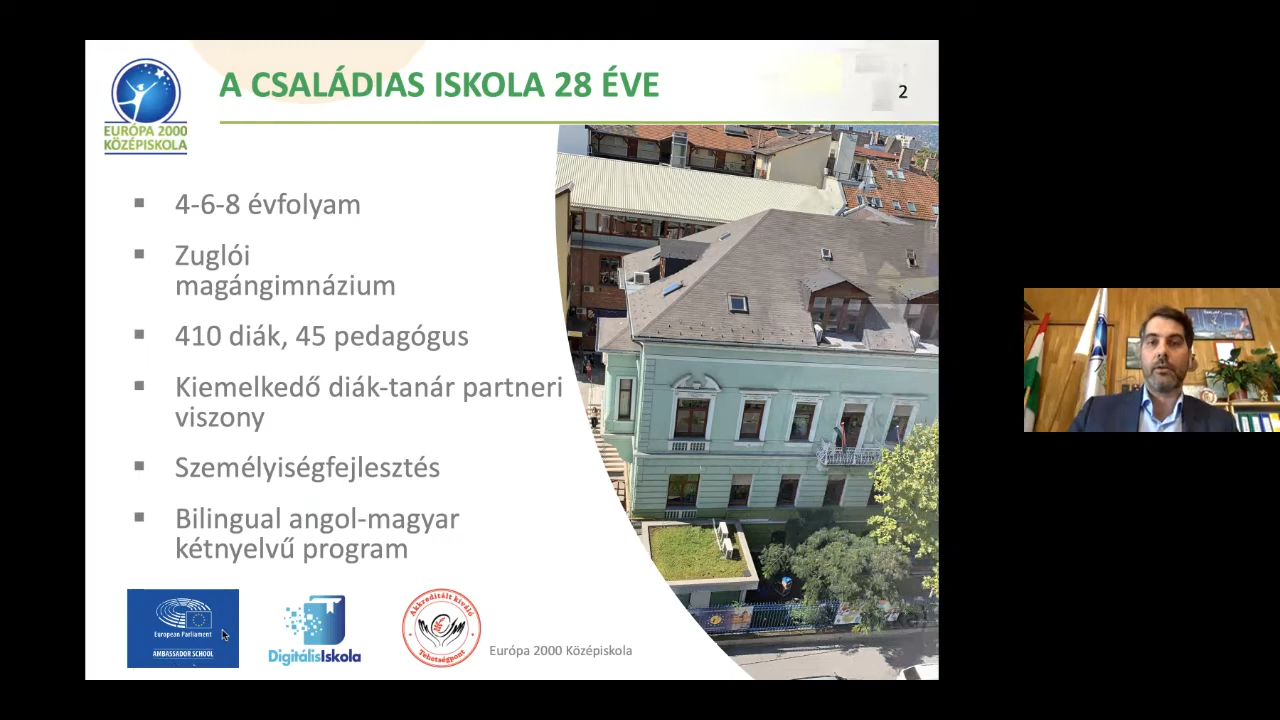 A CSALÁDIAS ISKOLA 28 ÉVE
2
EURÓPA 2000
KÖZÉPISKOLA
4-6-8 évfolyam
Zuglói
magángimnázium
410 diák, 45 pedagógus
Kiemelkedő diák-tanár partneri
viszony
Személyiségfejlesztés
Bilingual angol-magyar
kétnyelvű program
European Parliament
AMBASSADOR SCHOOL
DigitálisIskola
Akkreditált kiváló
Tehetségpont
Európa 2000 Középiskola